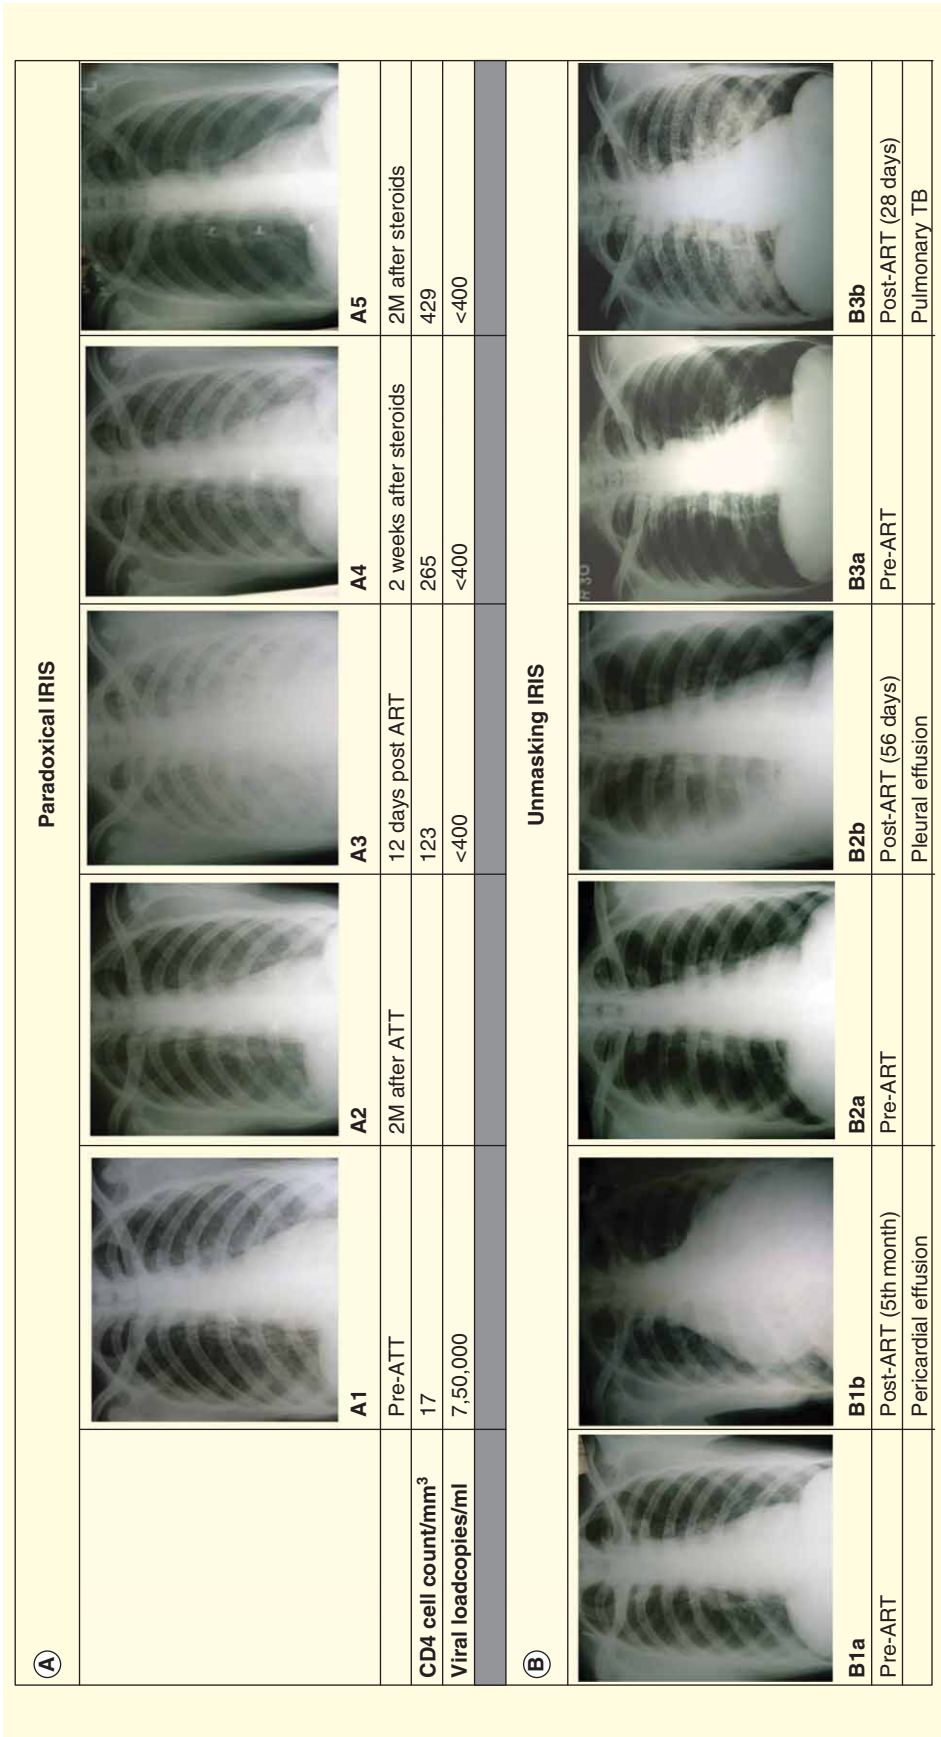 A
Paradoxical IRIS
A1 A2 A3 A4 A5
Pre-ATT 2M after ATT 12 days post ART 2 weeks after steroids 2M after steroids
CD4 cell count/mm³ 17 123 265 429
Viral loadcopies/ml 7,50,000 <400 <400 <400
B
Unmasking IRIS
B1a B1b B2a B2b B3a B3b
Pre-ART Post-ART (5th month) Pre-ART Post-ART (56 days) Pre-ART Post-ART (28 days)
Pericardial effusion Pleural effusion Pulmonary TB